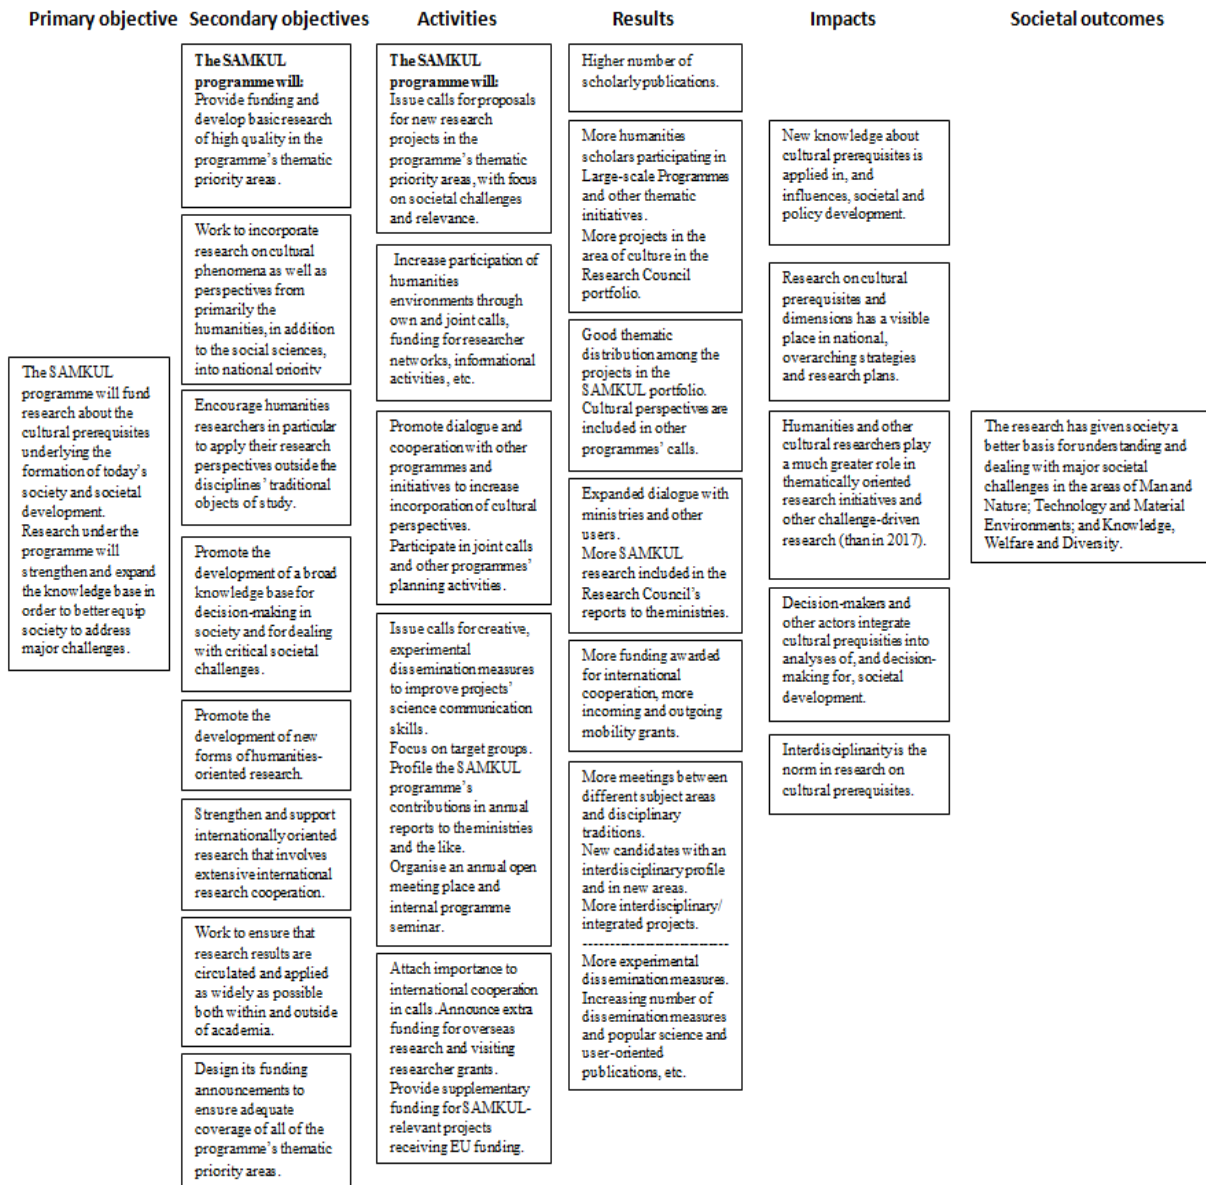 Primary objective
Secondary objectives
Activities
Results
Impacts
Societal outcomes
The SAMKUL
programme will fund
research about the
cultural prerequisites
underlying the
formation of today's
society and societal
development.
Research under the
programme will
strengthen and expand
the knowledge base in
order to better equip
society to address
major challenges.
The SAMKUL
programme will:
Provide funding and
develop basic research
of high quality in the
programme's thematic
priority areas.
Work to incorporate
research on cultural
phenomena as well as
perspectives from
primarily the
humanities, in addition
to the social sciences,
into national priority
Encourage humanities
researchers in particular
to apply their research
perspectives outside the
disciplines' traditional
objects of study.
Promote the
development of a broad
knowledge base for
decision-making in
society and for dealing
with critical societal
challenges.
Promote the
development of new
forms of humanities-
oriented research.
Strengthen and support
internationally oriented
research that involves
extensive international
research cooperation.
Work to ensure that
research results are
circulated and applied
as widely as possible
both within and outside
of academia.
Design its funding
announcements to
ensure adequate
coverage of all of the
programme's thematic
priority areas.
The SAMKUL
programme will:
Issue calls for proposals
for new research
projects in the
programme's thematic
priority areas, with focus
on societal challenges
and relevance.
Increase participation of
humanities
environments through
own and joint calls,
funding for researcher
networks, informational
activities, etc.
Promote dialogue and
cooperation with other
programmes and
initiatives to increase
incorporation of cultural
perspectives.
Participate in joint calls
and other programmes'
planning activities.
Issue calls for creative,
experimental
dissemination measures
to improve projects'
science communication
skills.
Focus on target groups.
Profile the SAMKUL
programme's
contributions in annual
reports to the ministries
and the like.
Organise an annual open
meeting place and
internal programme
seminar.
Attach importance to
international cooperation
in calls. Announce extra
funding for overseas
research and visiting
researcher grants.
Provide supplementary
funding for SAMKUL-
relevant projects
receiving EU funding.
Higher number of
scholarly publications.
More humanities
scholars participating in
Large-scale Programmes
and other thematic
initiatives.
More projects in the
area of culture in the
Research Council
portfolio.
Good thematic
distribution among the
projects in the
SAMKUL portfolio.
Cultural perspectives are
included in other
programmes' calls.
Expanded dialogue with
ministries and other
users.
More SAMKUL
research included in the
Research Council's
reports to the ministries.
More funding awarded
for international
cooperation, more
incoming and outgoing
mobility grants.
More meetings between
different subject areas
and disciplinary
traditions.
New candidates with an
interdisciplinary profile
and in new areas.
More interdisciplinary/
integrated projects.
----------------------------
More experimental
dissemination measures.
Increasing number of
dissemination measures
and popular science and
user-oriented
publications, etc.
New knowledge about
cultural prerequisites is
applied in, and
influences, societal and
policy development.
Research on cultural
prerequisites and
dimensions has a visible
place in national,
overarching strategies
and research plans.
Humanities and other
cultural researchers play
a much greater role in
thematically oriented
research initiatives and
other challenge-driven
research (than in 2017).
Decision-makers and
other actors integrate
cultural prequisities into
analyses of, and decision-
making for, societal
development.
Interdisciplinarity is the
norm in research on
cultural prerequisites.
The research has given society
a better basis for understanding and
dealing with major societal
challenges in the areas of Man and
Nature; Technology and Material
Environments; and Knowledge,
Welfare and Diversity.